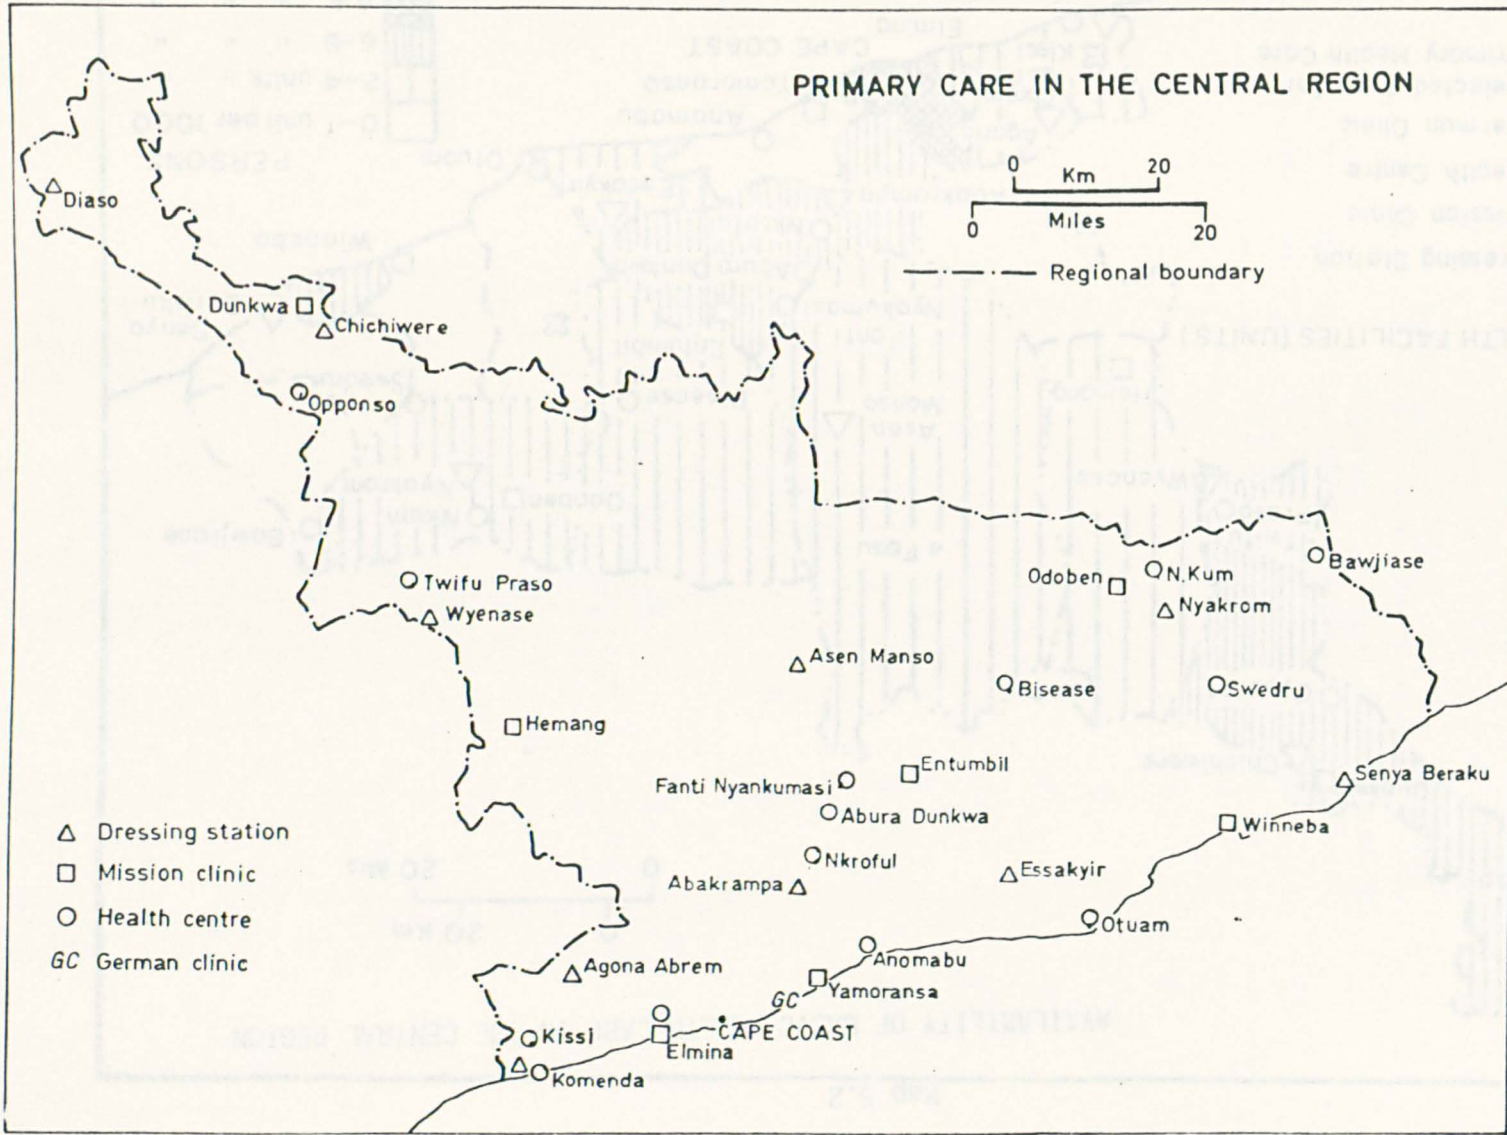 PRIMARY CARE IN THE CENTRAL REGION
0 Km 20
Miles
0 20
Regional boundary
Diaso
Dunkwa
Chichiwere
Opponso
Twifu Praso
Wyenase
Hemang
Asen Manso
Odoben
N.Kum
Nyakrom
Bawjiase
Bisease
Swedru
Entumbil
Fanti Nyankumasi
Abura Dunkwa
Nkroful
Abakrampa
Essakyir
Senya Beraku
Winneba
Otuam
Anomabu
Yamoransa
GC
CAPE COAST
Elmina
Agona Abrem
Kissi
Komenda
Dressing station
Mission clinic
Health centre
GC German clinic